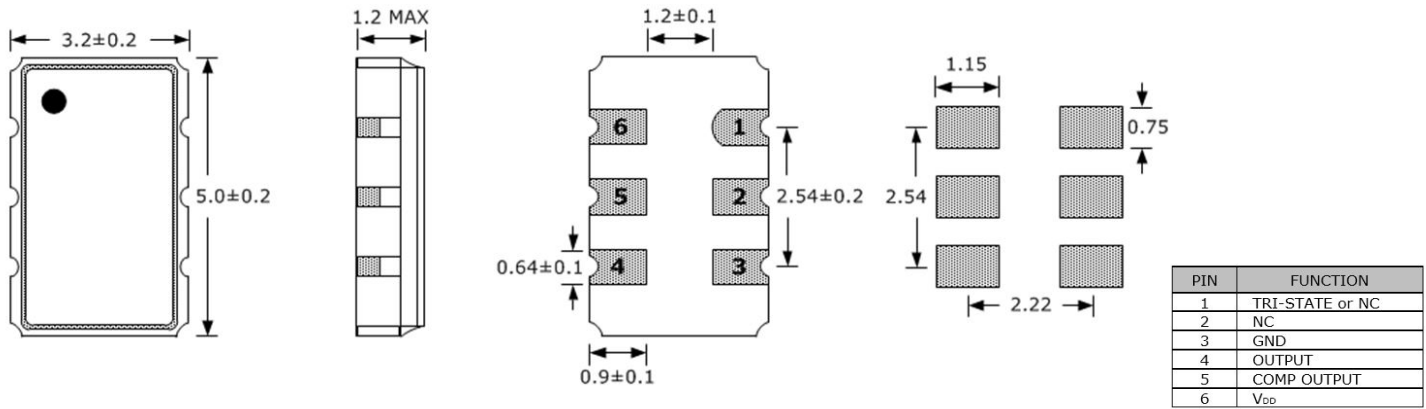 3.2±0.2
5.0±0.2
1.2 MAX
1.2±0.1
6 1
5 2
4 3
2.54±0.2
0.64±0.1
0.9±0.1
1.15
0.75
2.54
2.22
PIN FUNCTION
1 TRI-STATE or NC
2 NC
3 GND
4 OUTPUT
5 COMP OUTPUT
6 VDD